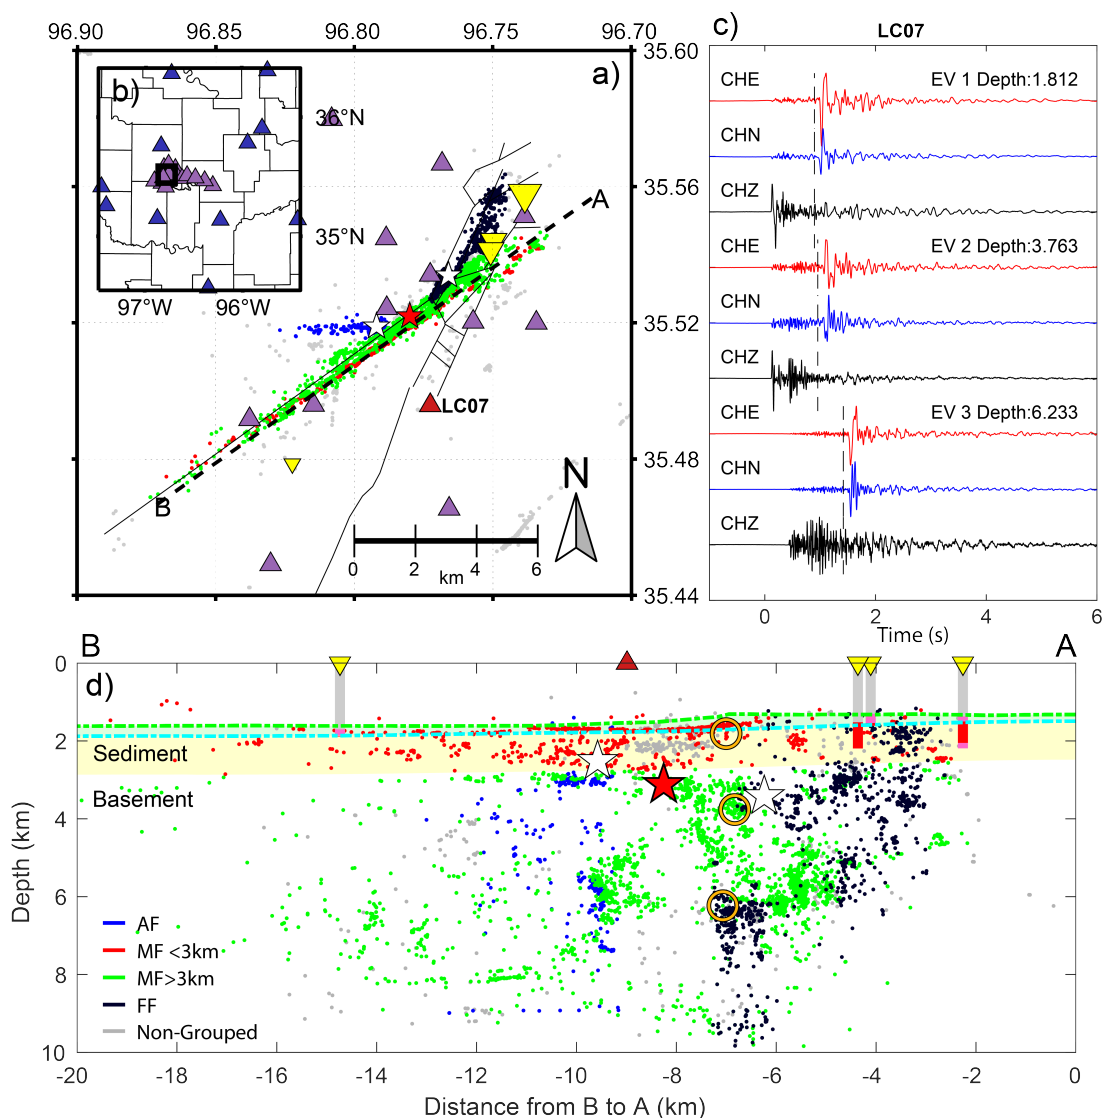 96.90 96.85 96.80 96.75 96.70
35.60
35.56
35.52
35.48
35.44
a)
b)
36°N
35°N
97°W 96°W
A
B
LC07
N
0 2 4 6
km
c) LC07
CHE EV 1 Depth:1.812
CHN
CHZ
CHE EV 2 Depth:3.763
CHN
CHZ
CHE EV 3 Depth:6.233
CHN
CHZ
0 2 4 6
Time (s)
B A
d)
Sediment
Basement
0
2
4
6
8
10
Depth (km)
AF
MF <3km
MF>3km
FF
Non-Grouped
-20 -18 -16 -14 -12 -10 -8 -6 -4 -2 0
Distance from B to A (km)